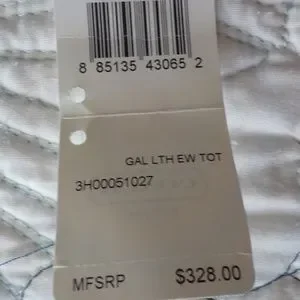 8 85135 43065 2
GAL LTH EW TOT
3H00051027
MFSRP $328.00